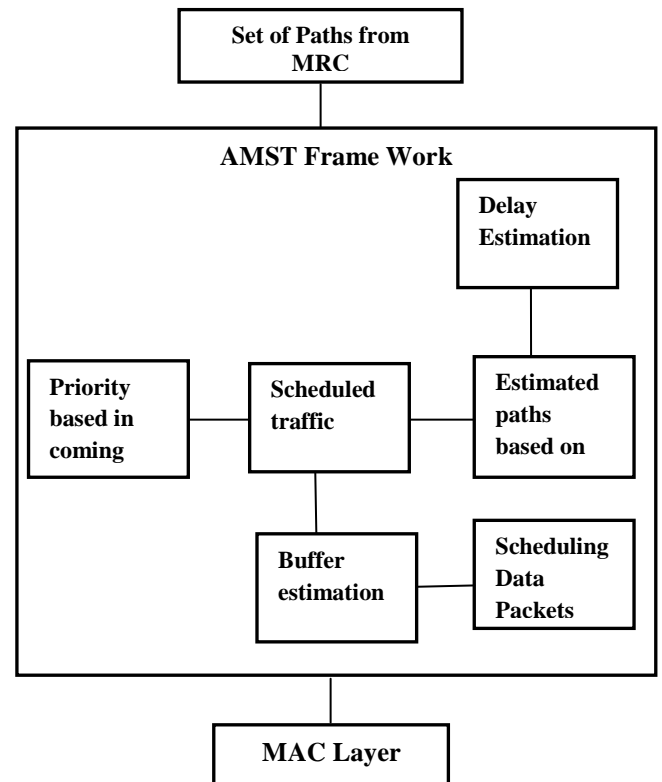 Set of Paths from
MRC
AMST Frame Work
Delay
Estimation
Priority
based in
coming
Scheduled
traffic
Estimated
paths
based on
Buffer
estimation
Scheduling
Data
Packets
MAC Layer